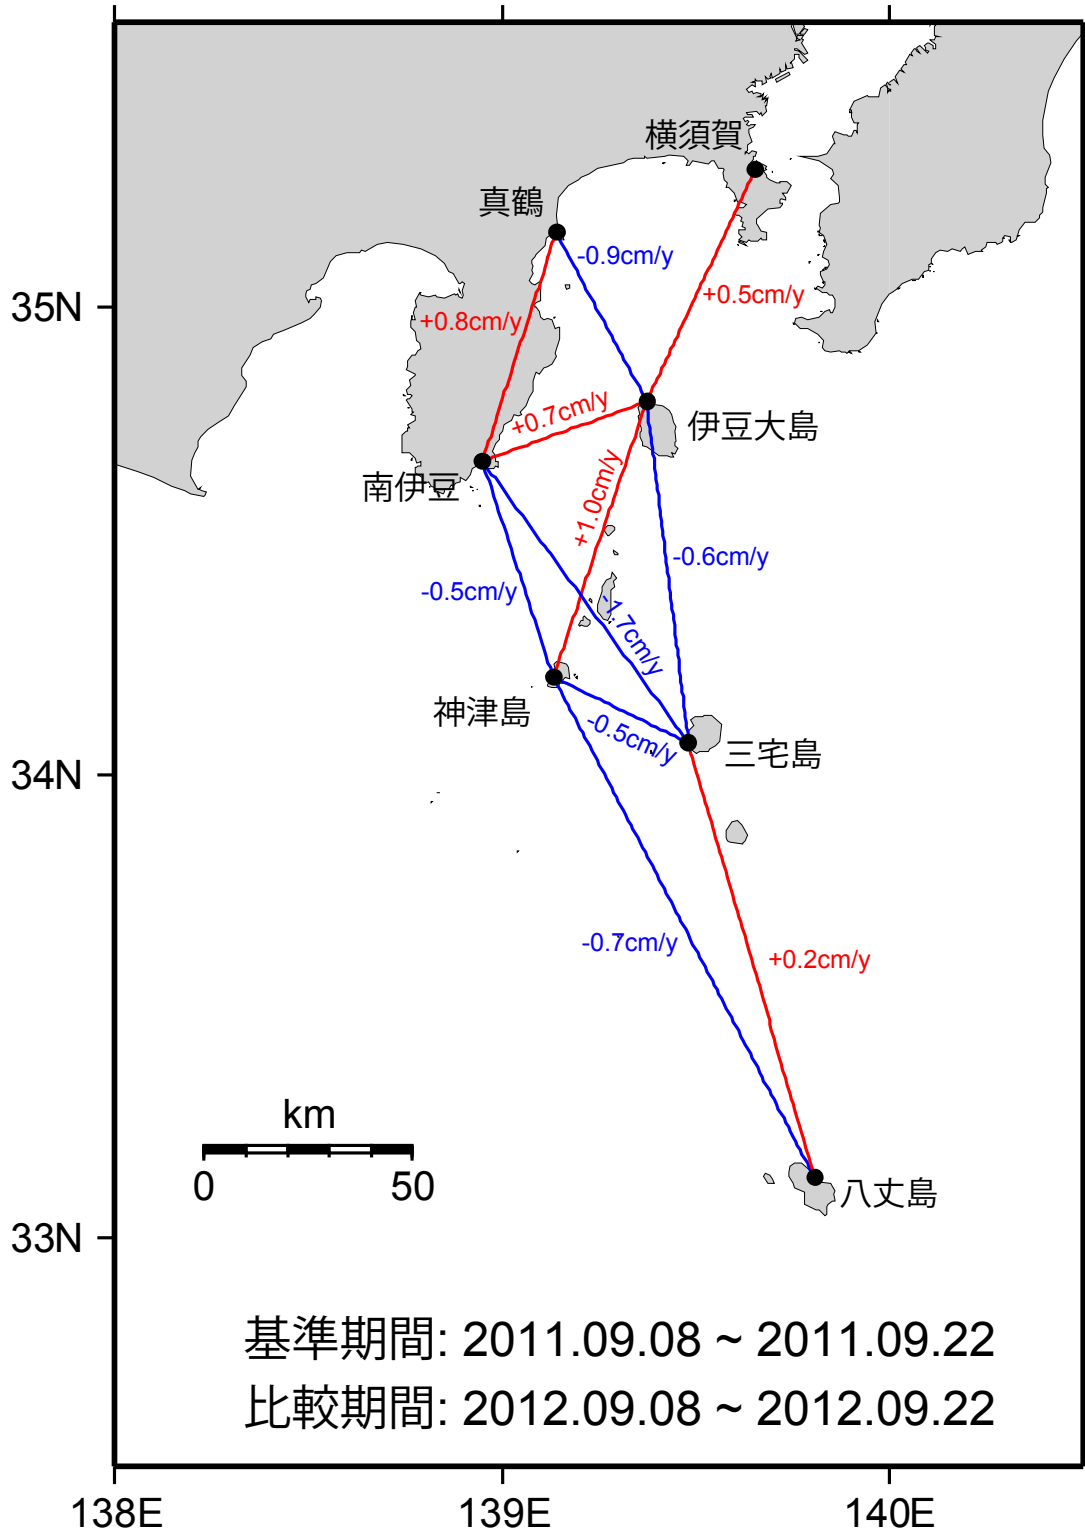 横須賀
真鶴
-0.9cm/y
+0.5cm/y
35N
+0.8cm/y
+0.7cm/y
伊豆大島
南伊豆
+1.0cm/y
-0.6cm/y
-0.5cm/y
-1.7cm/y
神津島
-0.5cm/y
三宅島
34N
-0.7cm/y
+0.2cm/y
km
0 50
八丈島
33N
基準期間: 2011.09.08 ~ 2011.09.22
比較期間: 2012.09.08 ~ 2012.09.22
138E 139E 140E